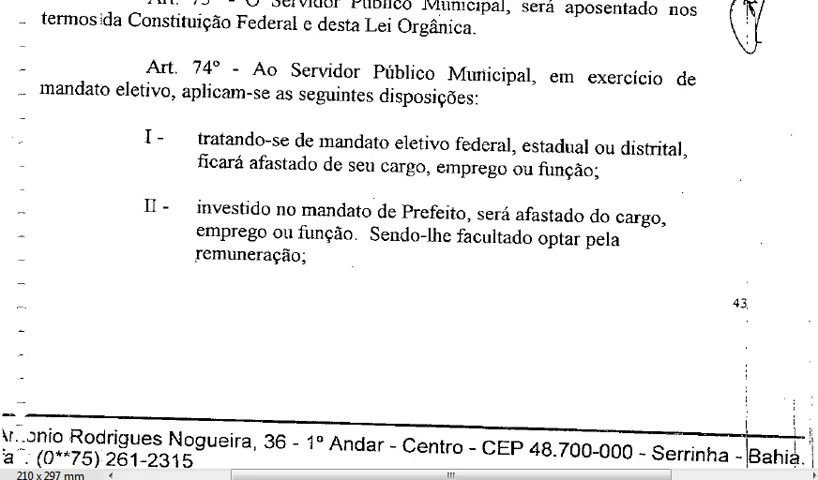 Art. 75 - O Servidor Público Municipal, será aposentado nos
termos da Constituição Federal e desta Lei Orgânica.
Art. 74º - Ao Servidor Público Municipal, em exercício de
mandato eletivo, aplicam-se as seguintes disposições:
I - tratando-se de mandato eletivo federal, estadual ou distrital,
ficará afastado de seu cargo, emprego ou função;
II - investido no mandato de Prefeito, será afastado do cargo,
emprego ou função. Sendo-lhe facultado optar pela
remuneração;
43
Rodrigues Nogueira, 36 - 1º Andar - Centro - CEP 48.700-000 - Serrinha - Bahia.
(0**75) 261-2315
210 x 297 mm